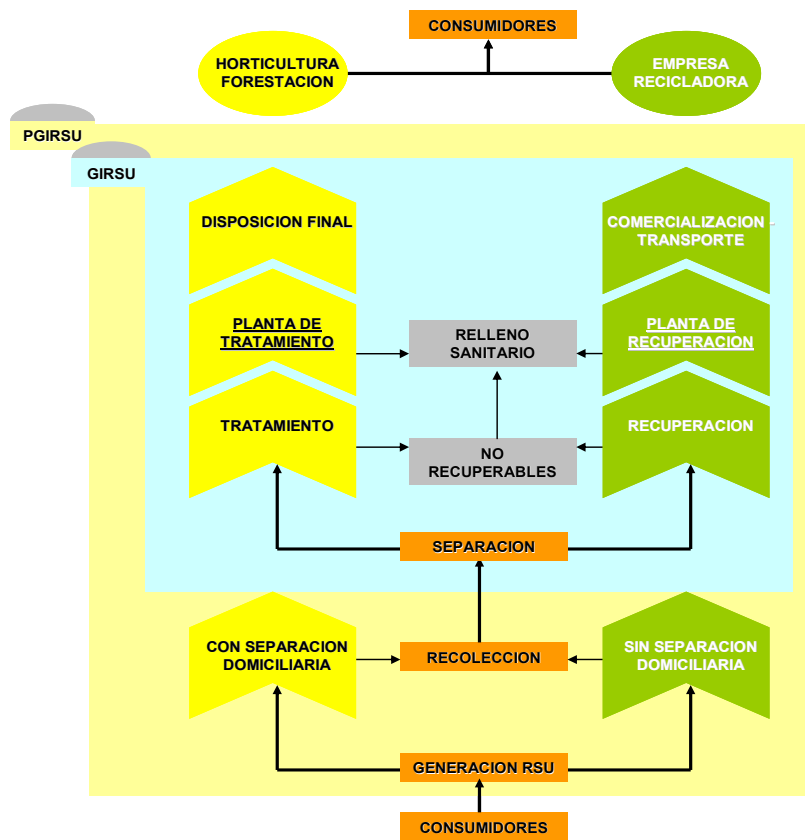 CONSUMIDORES
HORTICULTURA
FORESTACION
EMPRESA
RECICLADORA
PGIRSU
GIRSU
DISPOSICION FINAL
COMERCIALIZACION -
TRANSPORTE
PLANTA DE
TRATAMIENTO
RELLENO
SANITARIO
PLANTA DE
RECUPERACION
TRATAMIENTO
RECUPERACION
NO
RECUPERABLES
SEPARACION
CON SEPARACION
DOMICILIARIA
RECOLECCION
SIN SEPARACION
DOMICILIARIA
GENERACION RSU
CONSUMIDORES